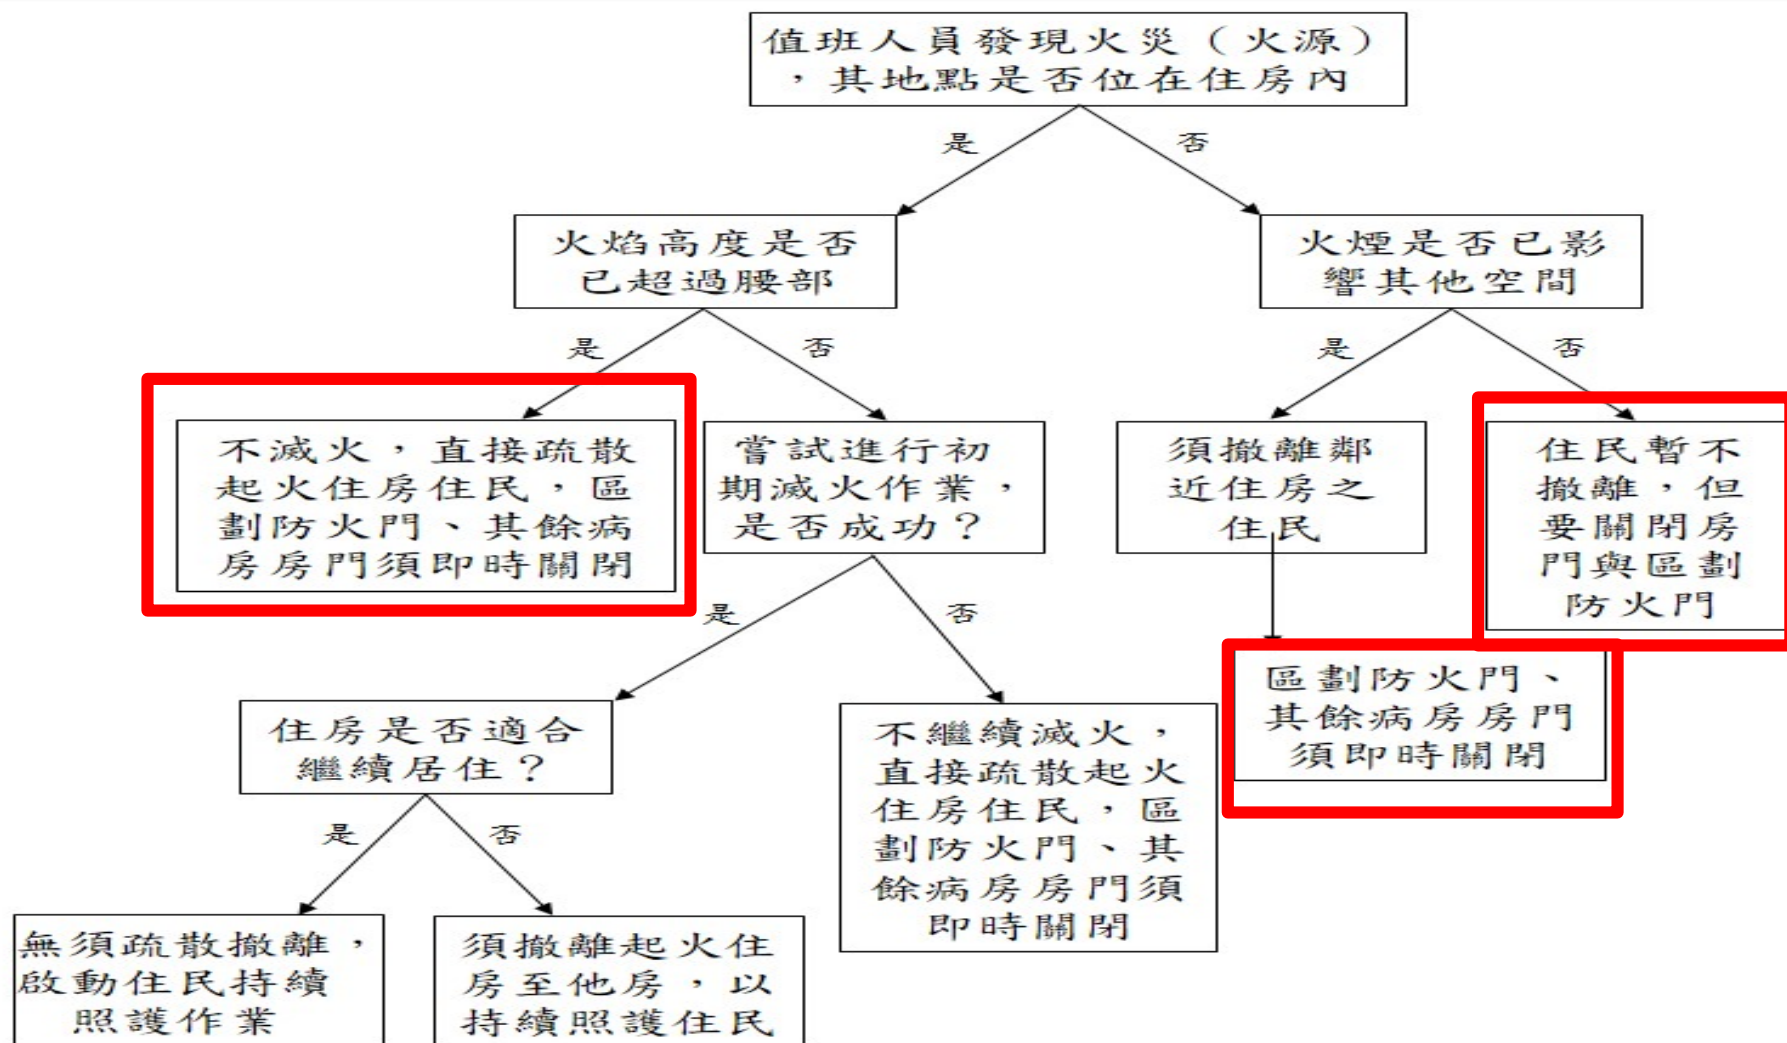 值班人員發現火災（火源）
，其地點是否位在住房內
是
否
火焰高度是否
已超過腰部
火煙是否已影
響其他空間
是
否
是
否
不滅火，直接疏散
起火住房住民，區
劃防火門、其餘病
房房門須即時關閉
嘗試進行初
期滅火作業，
是否成功？
須撤離鄰
近住房之
住民
住民暫不
撤離，但
要關閉房
門與區劃
防火門
是
否
區劃防火門、
其餘病房房門
須即時關閉
住房是否適合
繼續居住？
不繼續滅火，
直接疏散起火
住房住民，區
劃防火門、其
餘病房房門須
即時關閉
是
否
無須疏散撤離，
啟動住民持續
照護作業
須撤離起火住
房至他房，以
持續照護住民